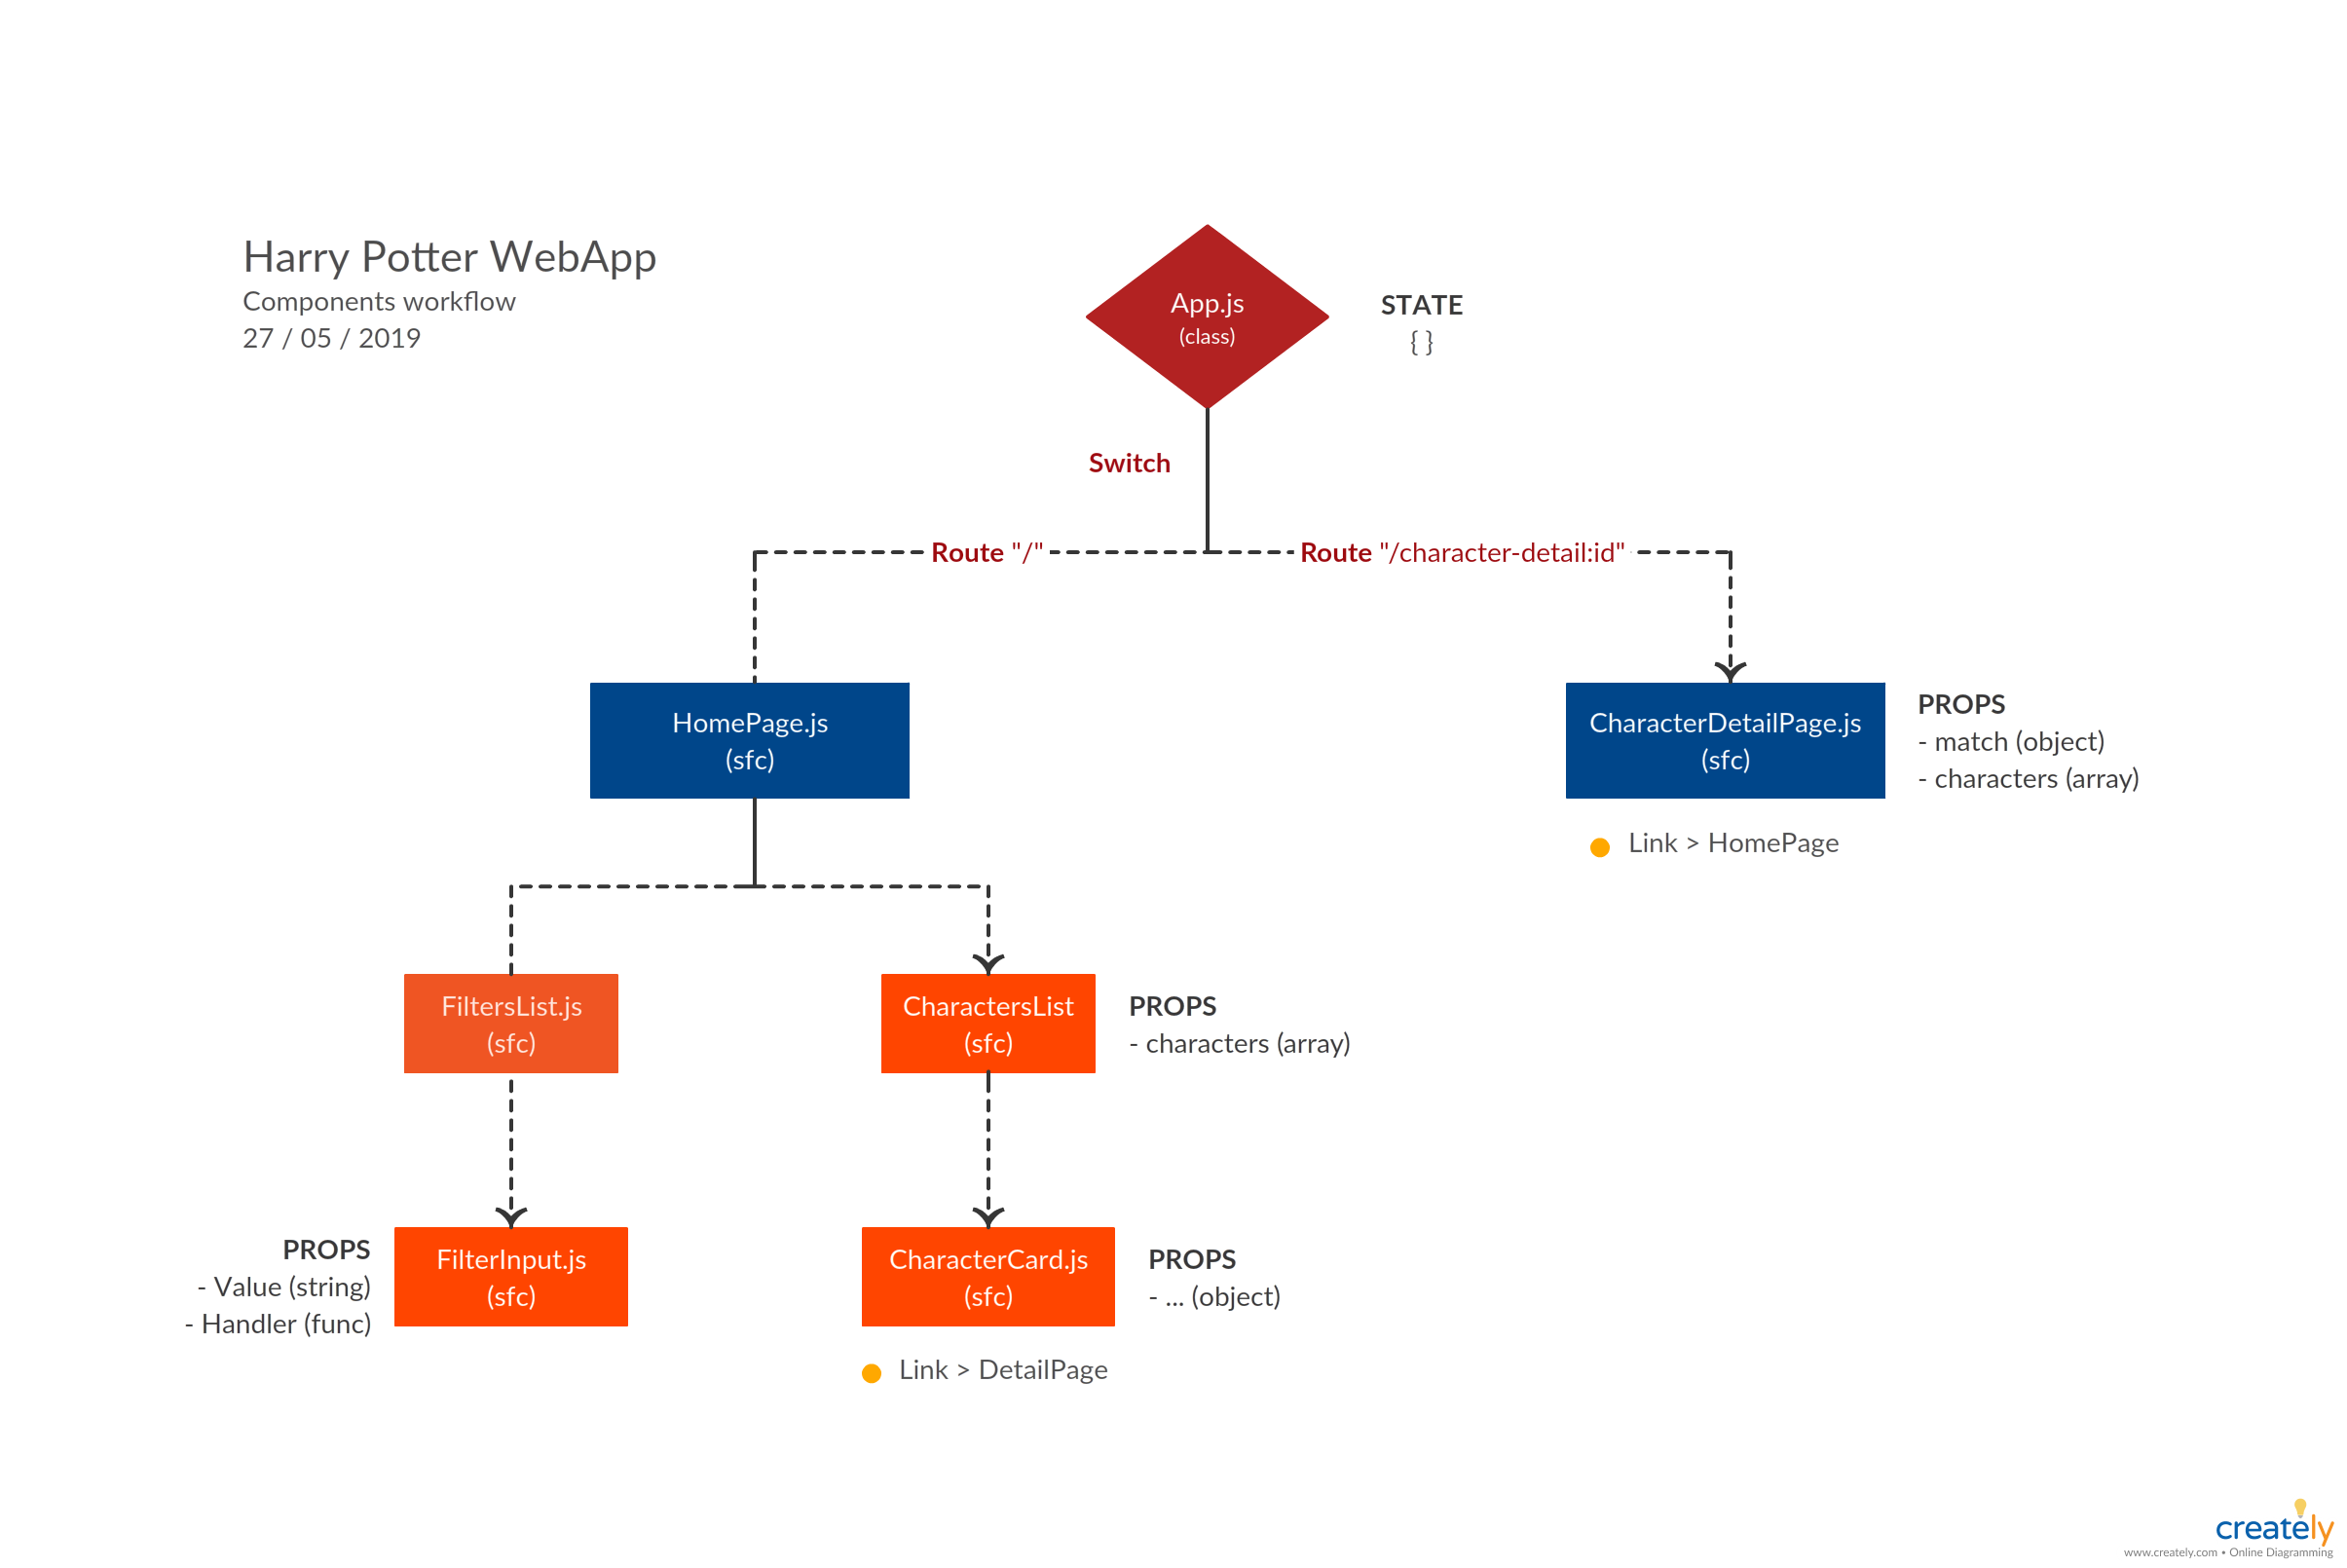 Harry Potter WebApp
Components workflow
27 / 05 / 2019
App.js
(class)
STATE
{ }
Switch
Route "/"
Route "/character-detail:id"
HomePage.js
(sfc)
CharacterDetailPage.js
(sfc)
PROPS
- match (object)
- characters (array)
Link > HomePage
FiltersList.js
(sfc)
CharactersList
(sfc)
PROPS
- characters (array)
PROPS
- Value (string)
- Handler (func)
FilterInput.js
(sfc)
CharacterCard.js
(sfc)
PROPS
- ... (object)
Link > DetailPage
creately
www.creately.com • Online Diagramming